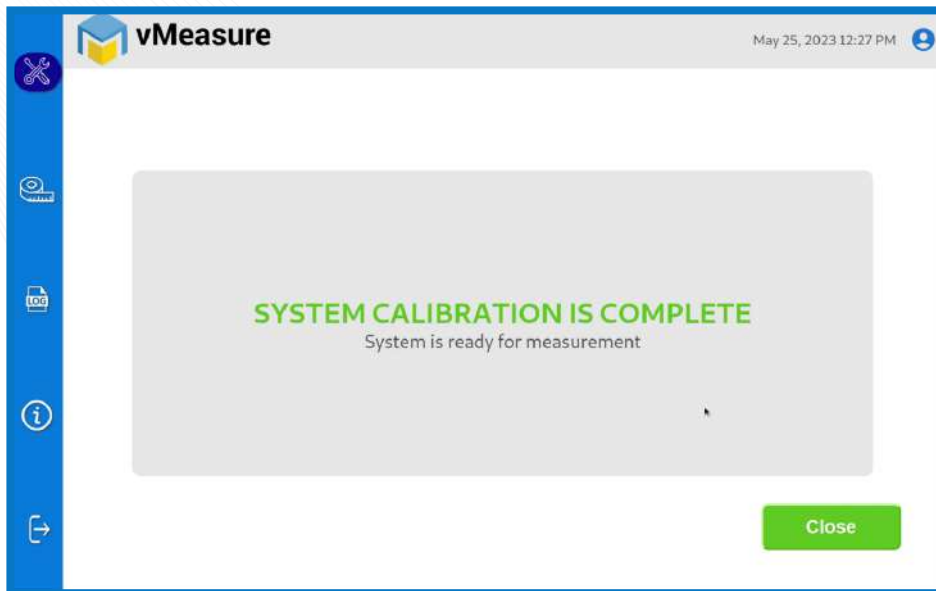 vMeasure
May 25, 2023 12:27 PM
LOG
SYSTEM CALIBRATION IS COMPLETE
System is ready for measurement
Close